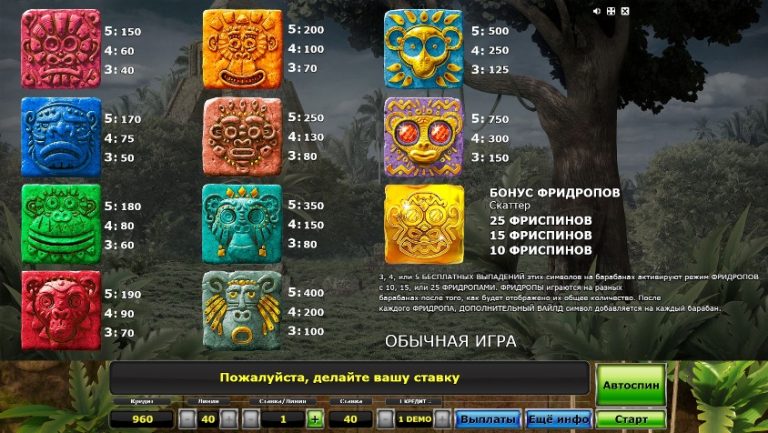 5: 150
4: 60
3: 40
5: 200
4: 100
3: 70
5: 500
4: 250
3: 125
5: 170
4: 75
3: 50
5: 250
4: 130
3: 80
5: 750
4: 300
3: 150
5: 180
4: 80
3: 60
5: 350
4: 150
3: 80
БОНУС ФРИДРОПОВ
Скаттер
25 ФРИСПИНОВ
15 ФРИСПИНОВ
10 ФРИСПИНОВ
5: 190
4: 90
3: 70
5: 400
4: 200
3: 100
3, 4, или 5 БЕСПЛАТНЫХ ВЫПАДЕНИЙ этих символов на барабанах активируют режим ФРИДРОПОВ
с 10, 15, или 25 ФРИДРОПАМИ. ФРИДРОПЫ играются на разных
барабанах после того, как будет отображено их общее количество. После
каждого ФРИДРОПА, ДОПОЛНИТЕЛЬНЫЙ ВАЙЛД символ добавляется на каждый барабан.
ОБЫЧНАЯ ИГРА
Пожалуйста, делайте вашу ставку
Автоспин
Кредит Линии Ставка/Линия Ставка 1 КРЕДИТ =
960 40 1 + 40 1 DEMO Выплаты Ещё инфо Старт